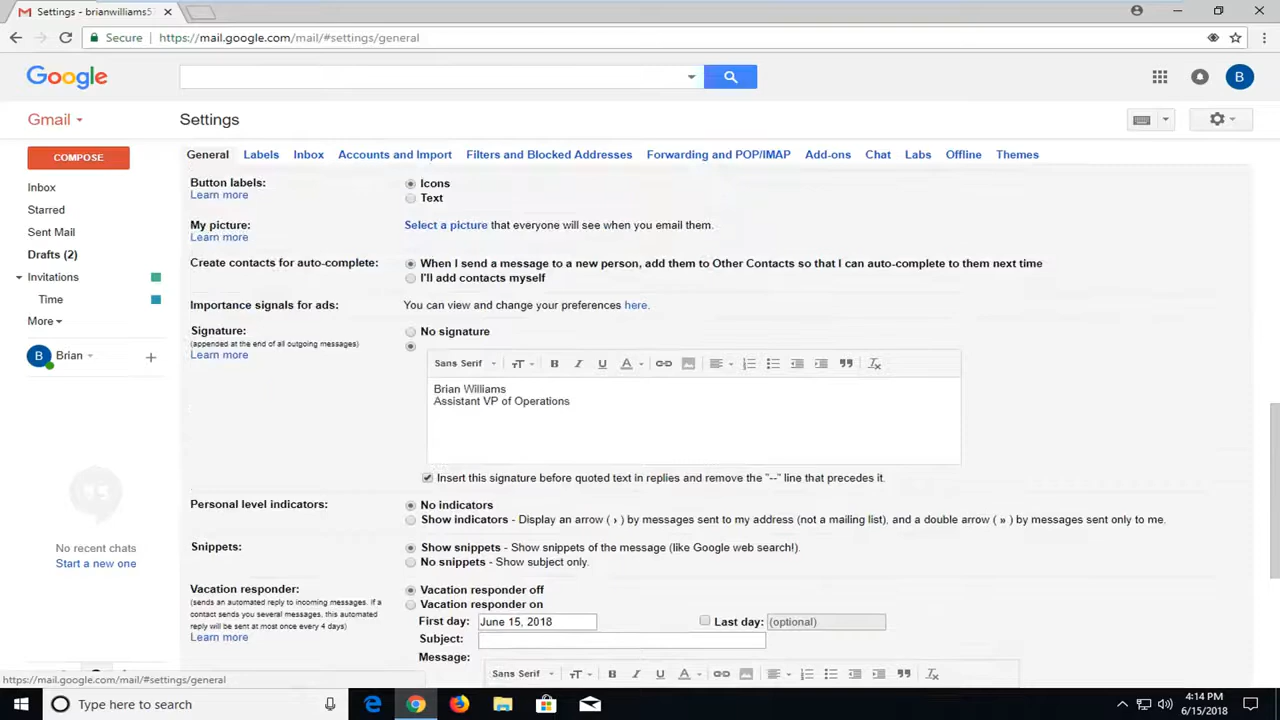 Settings - brianwilliams5
Secure https://mail.google.com/mail/#settings/general
Google B
Gmail Settings
COMPOSE
Inbox
Starred
Sent Mail
Drafts (2)
Invitations
Time
More
B Brian +
No recent chats
Start a new one
General Labels Inbox Accounts and Import Filters and Blocked Addresses Forwarding and POP/IMAP Add-ons Chat Labs Offline Themes
Button labels: Icons
Learn more Text
My picture: Select a picture that everyone will see when you email them.
Learn more
Create contacts for auto-complete: When I send a message to a new person, add them to Other Contacts so that I can auto-complete to them next time
I'll add contacts myself
Importance signals for ads: You can view and change your preferences here.
Signature: No signature
(appended at the end of all outgoing messages)
Learn more
Sans Serif B I U A
Brian Williams
Assistant VP of Operations
Insert this signature before quoted text in replies and remove the "--" line that precedes it.
Personal level indicators: No indicators
Show indicators - Display an arrow ( › ) by messages sent to my address (not a mailing list), and a double arrow ( » ) by messages sent only to me.
Snippets: Show snippets - Show snippets of the message (like Google web search!).
No snippets - Show subject only.
Vacation responder: Vacation responder off
(sends an automated reply to incoming messages. If a Vacation responder on
contact sends you several messages, this automated First day: June 15, 2018 Last day: (optional)
reply will be sent at most once every 4 days)
Learn more Subject:
Message:
Sans Serif B I U A
https://mail.google.com/mail/#settings/general
Type here to search
4:14 PM
6/15/2018